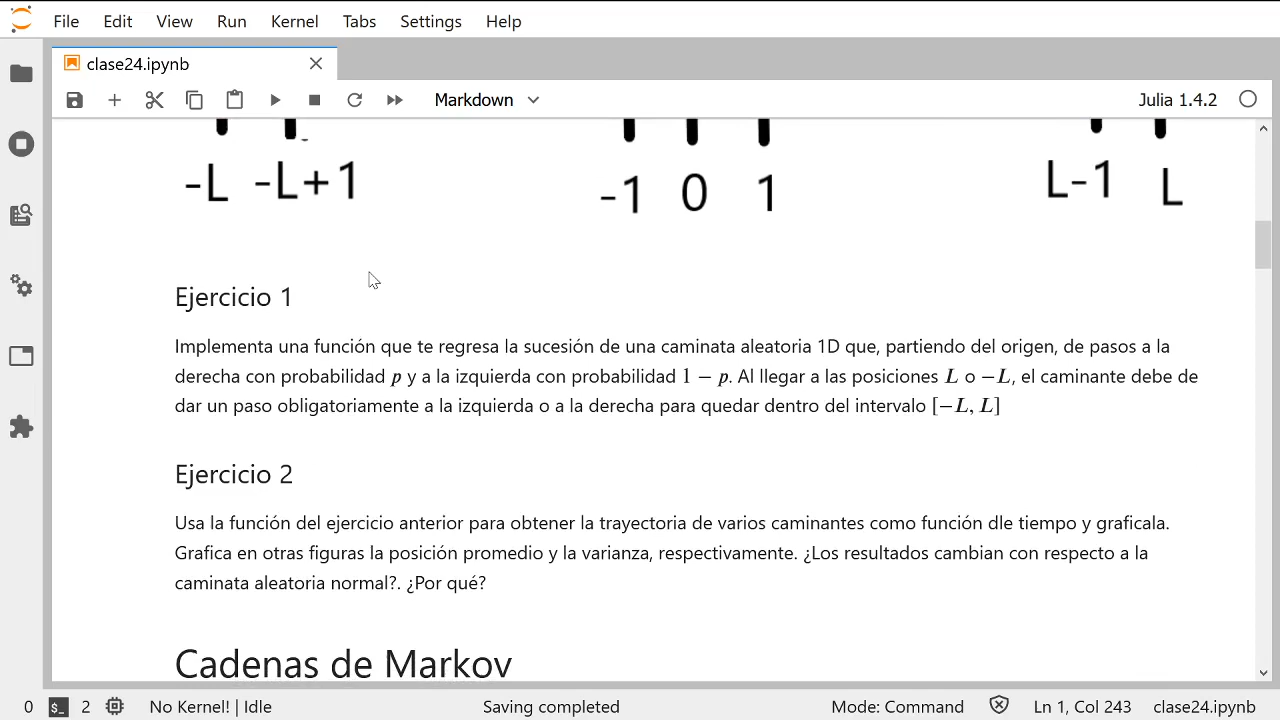 File Edit View Run Kernel Tabs Settings Help
clase24.ipynb
Markdown
Julia 1.4.2
-L -L+1 -1 0 1 L-1 L
Ejercicio 1
Implementa una función que te regresa la sucesión de una caminata aleatoria 1D que, partiendo del origen, de pasos a la
derecha con probabilidad p y a la izquierda con probabilidad 1 − p. Al llegar a las posiciones L o −L, el caminante debe de
dar un paso obligatoriamente a la izquierda o a la derecha para quedar dentro del intervalo [−L, L]
Ejercicio 2
Usa la función del ejercicio anterior para obtener la trayectoria de varios caminantes como función dle tiempo y graficala.
Grafica en otras figuras la posición promedio y la varianza, respectivamente. ¿Los resultados cambian con respecto a la
caminata aleatoria normal?. ¿Por qué?
Cadenas de Markov
0 $_ 2 No Kernel! | Idle Saving completed Mode: Command Ln 1, Col 243 clase24.ipynb